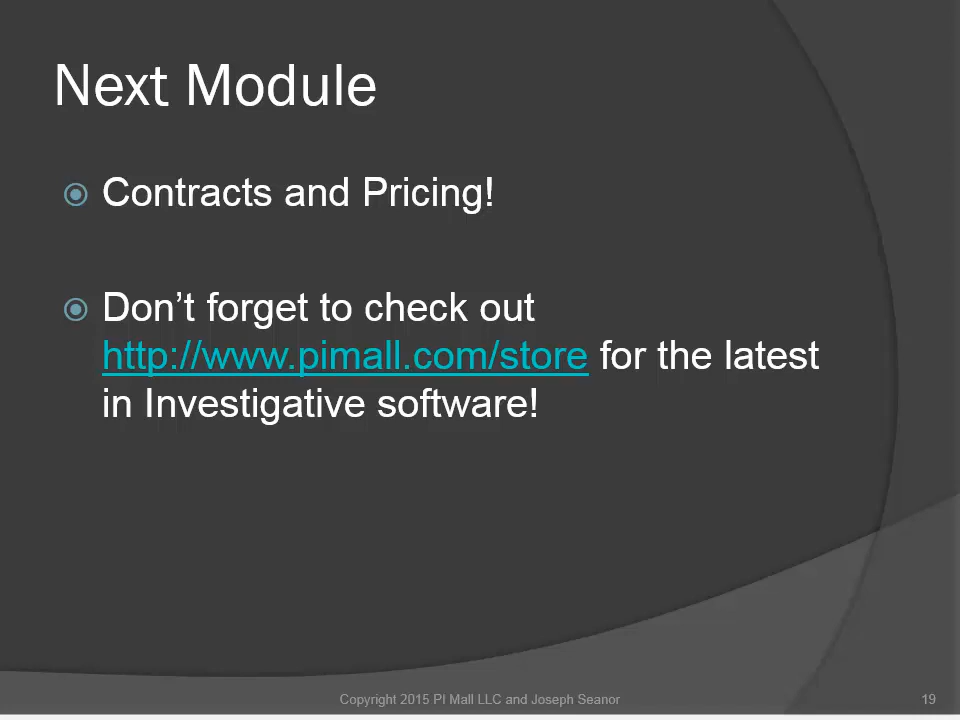 Next Module
Contracts and Pricing!
Don’t forget to check out
http://www.pimall.com/store for the latest
in Investigative software!
Copyright 2015 PI Mall LLC and Joseph Seanor
19